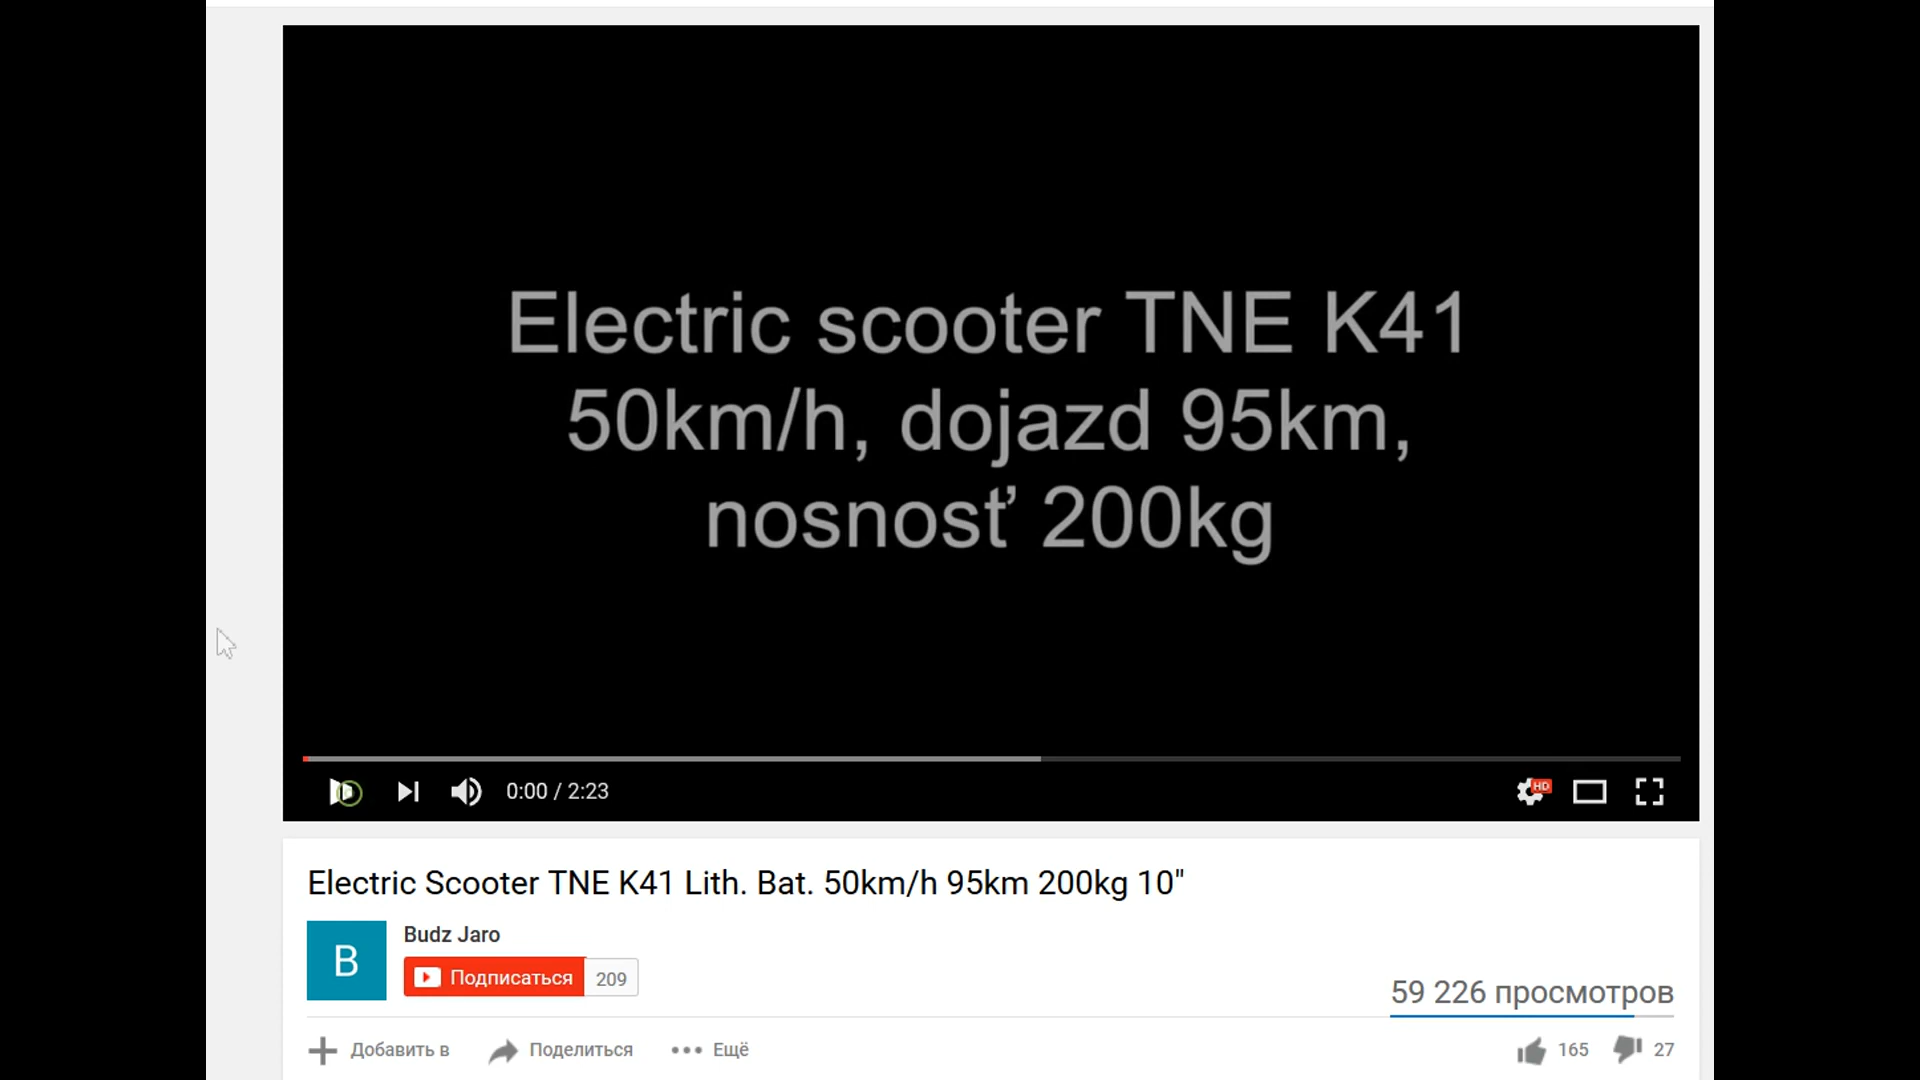 Electric scooter TNE K41
50km/h, dojazd 95km,
nosnosť 200kg
0:00 / 2:23
HD
Electric Scooter TNE K41 Lith. Bat. 50km/h 95km 200kg 10"
B
Budz Jaro
Подписаться 209
59 226 просмотров
Добавить в Поделиться Ещё 165 27